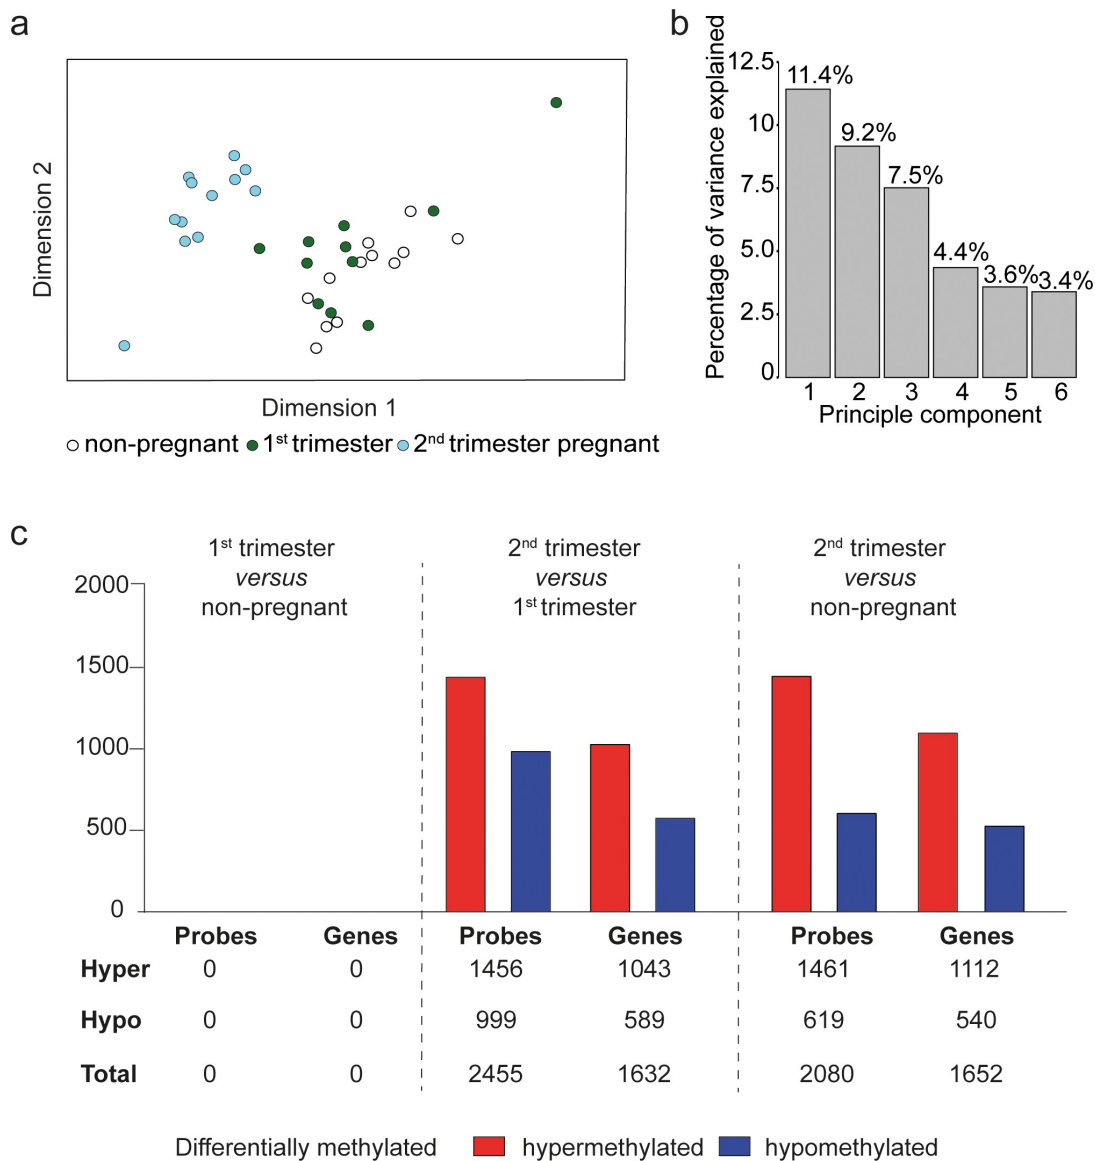 a
Dimension 2
Dimension 1
non-pregnant 1st trimester 2nd trimester pregnant
b
Percentage of variance explained
12.5
10
7.5
5.0
2.5
0
11.4%
9.2%
7.5%
4.4%
3.6%
3.4%
1 2 3 4 5 6
Principle component
c
1st trimester
versus
non-pregnant
2nd trimester
versus
1st trimester
2nd trimester
versus
non-pregnant
2000
1500
1000
500
0
Probes Genes Probes Genes Probes Genes
Hyper 0 0 1456 1043 1461 1112
Hypo 0 0 999 589 619 540
Total 0 0 2455 1632 2080 1652
Differentially methylated hypermethylated hypomethylated